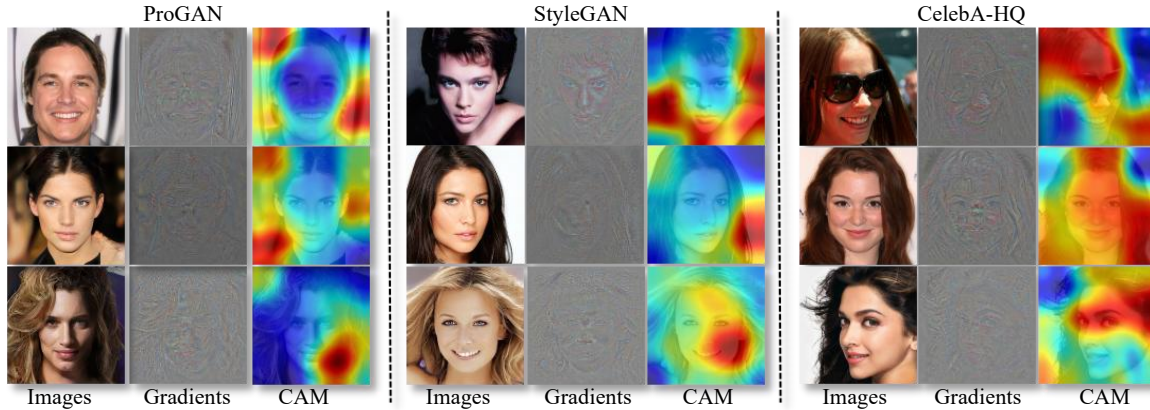 ProGAN
StyleGAN
CelebA-HQ
Images
Gradients
CAM
Images
Gradients
CAM
Images
Gradients
CAM